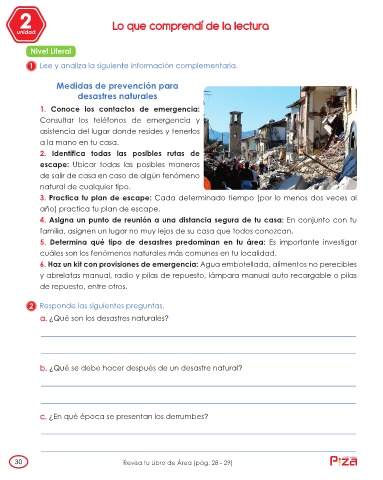 2
unidad
Lo que comprendí de la lectura
Nivel Literal
1 Lee y analiza la siguiente información complementaria.
Medidas de prevención para
desastres naturales
1. Conoce los contactos de emergencia:
Consultar los teléfonos de emergencia y
asistencia del lugar donde resides y tenerlos
a la mano en tu casa.
2. Identifica todas las posibles rutas de
escape: Ubicar todas las posibles maneras
de salir de casa en caso de algún fenómeno
natural de cualquier tipo.
3. Practica tu plan de escape: Cada determinado tiempo (por lo menos dos veces al
año) practica tu plan de escape.
4. Asigna un punto de reunión a una distancia segura de tu casa: En conjunto con tu
familia, asignen un lugar no muy lejos de su casa que todos conozcan.
5. Determina qué tipo de desastres predominan en tu área: Es importante investigar
cuáles son los fenómenos naturales más comunes en tu localidad.
6. Haz un kit con provisiones de emergencia: Agua embotellada, alimentos no perecibles
y abrelatas manual, radio y pilas de repuesto, lámpara manual auto recargable o pilas
de repuesto, entre otros.
2 Responde las siguientes preguntas.
a. ¿Qué son los desastres naturales?
b. ¿Qué se debe hacer después de un desastre natural?
c. ¿En qué época se presentan los derrumbes?
30
Revisa tu Libro de Área (pág. 28 - 29)